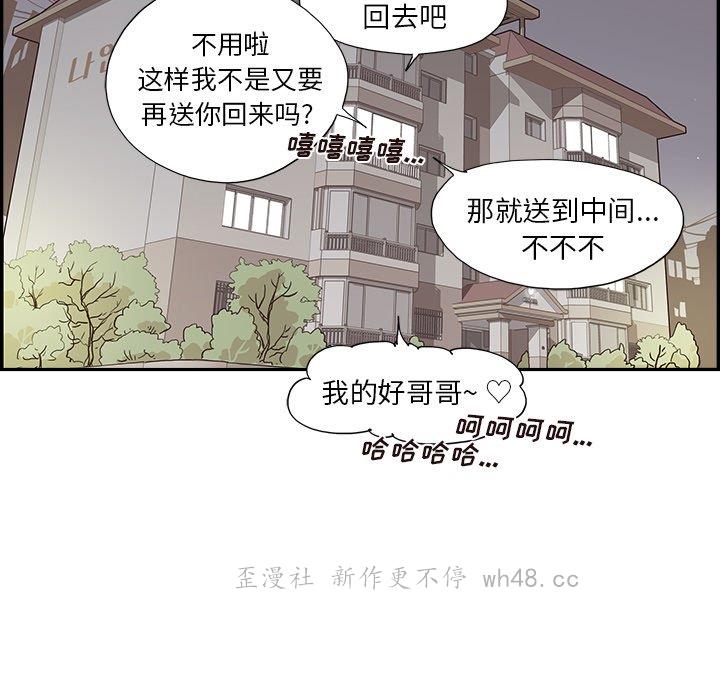 回去吧
不用啦
这样我不是又要
再送你回来吗?
嘻嘻嘻嘻...
那就送到中间...
不不不
我的好哥哥~ ♡
呵呵呵呵...
哈哈哈哈...
歪漫社 新作更不停 wh48.cc